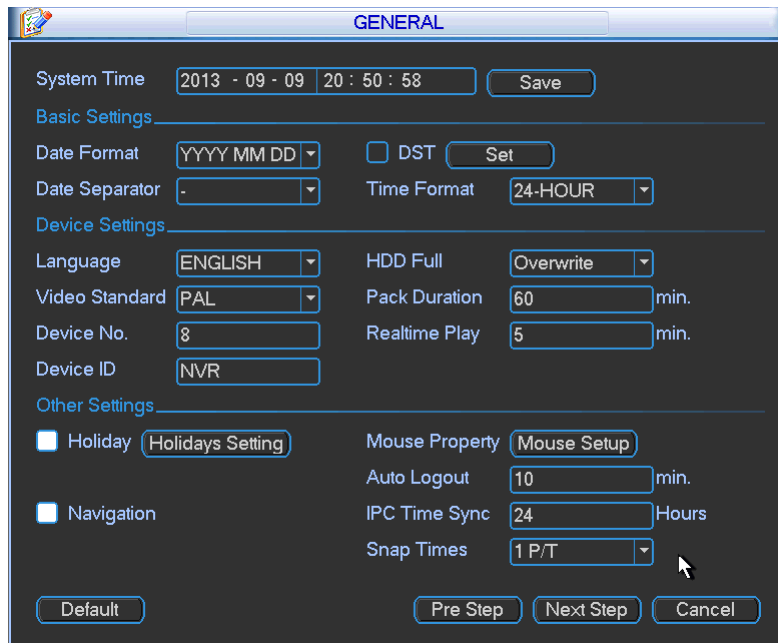 GENERAL
System Time 2013 - 09 - 09 20 : 50 : 58 Save
Basic Settings
Date Format YYYY MM DD DST Set
Date Separator - Time Format 24-HOUR
Device Settings
Language ENGLISH HDD Full Overwrite
Video Standard PAL Pack Duration 60 min.
Device No. 8 Realtime Play 5 min.
Device ID NVR
Other Settings
Holiday Holidays Setting Mouse Property Mouse Setup
Auto Logout 10 min.
Navigation IPC Time Sync 24 Hours
Snap Times 1 P/T
Default Pre Step Next Step Cancel